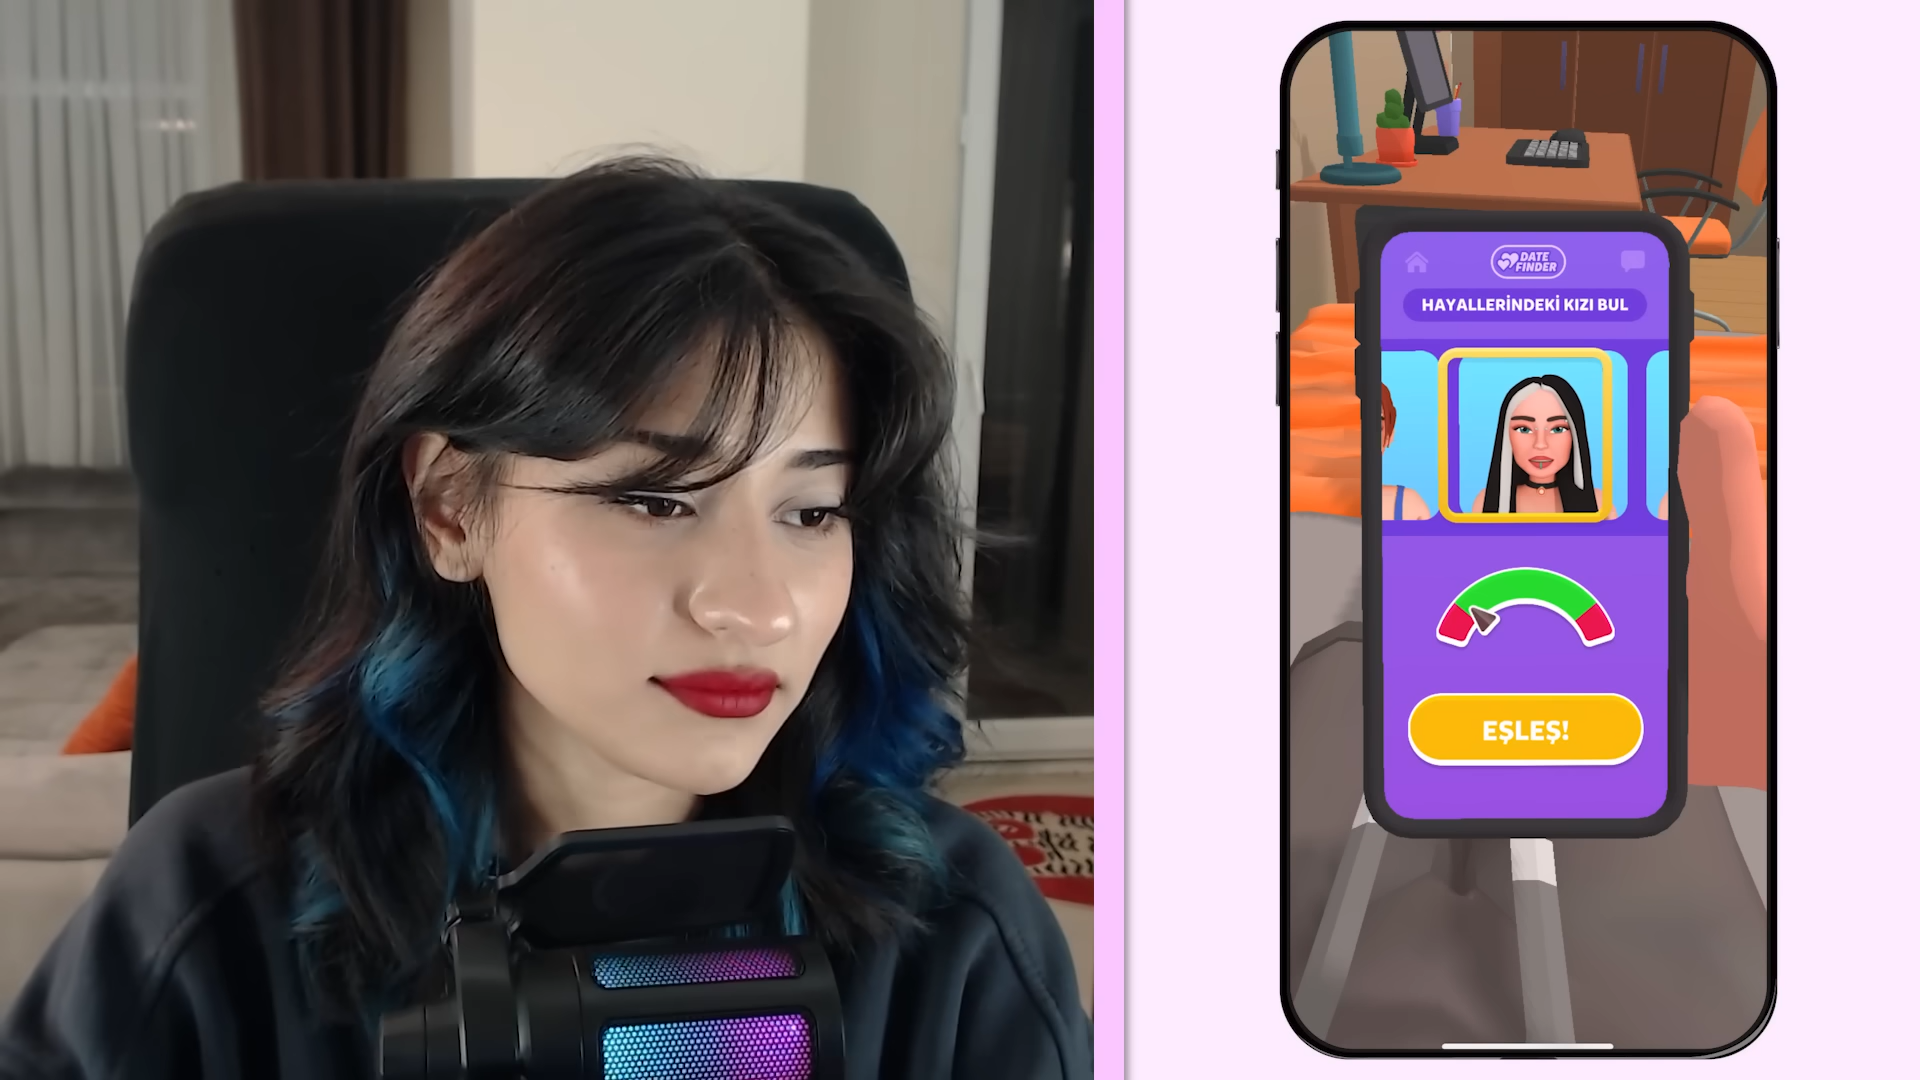 DATE
FINDER
HAYALLERİNDEKİ KIZI BUL
EŞLEŞ!